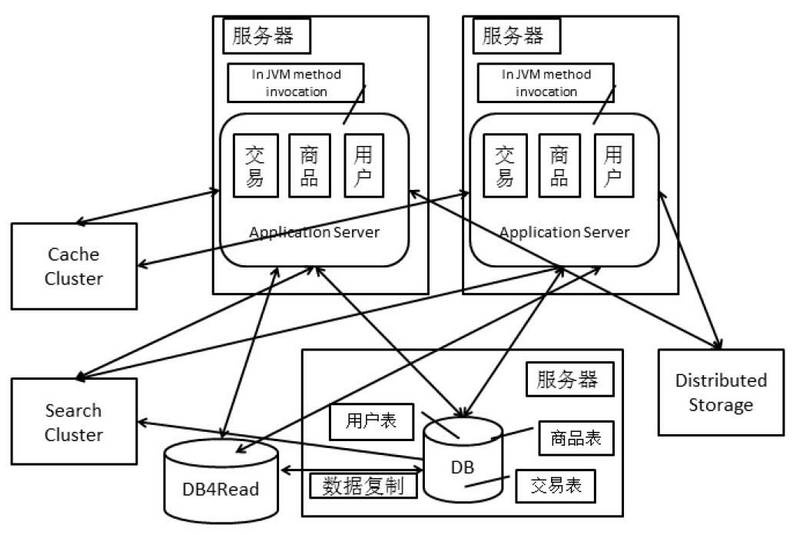 服务器
In JVM method
invocation
交
易
商
品
用
户
Application Server
服务器
In JVM method
invocation
交
易
商
品
用
户
Application Server
Cache
Cluster
Search
Cluster
DB4Read
服务器
用户表
商品表
DB
交易表
数据复制
Distributed
Storage